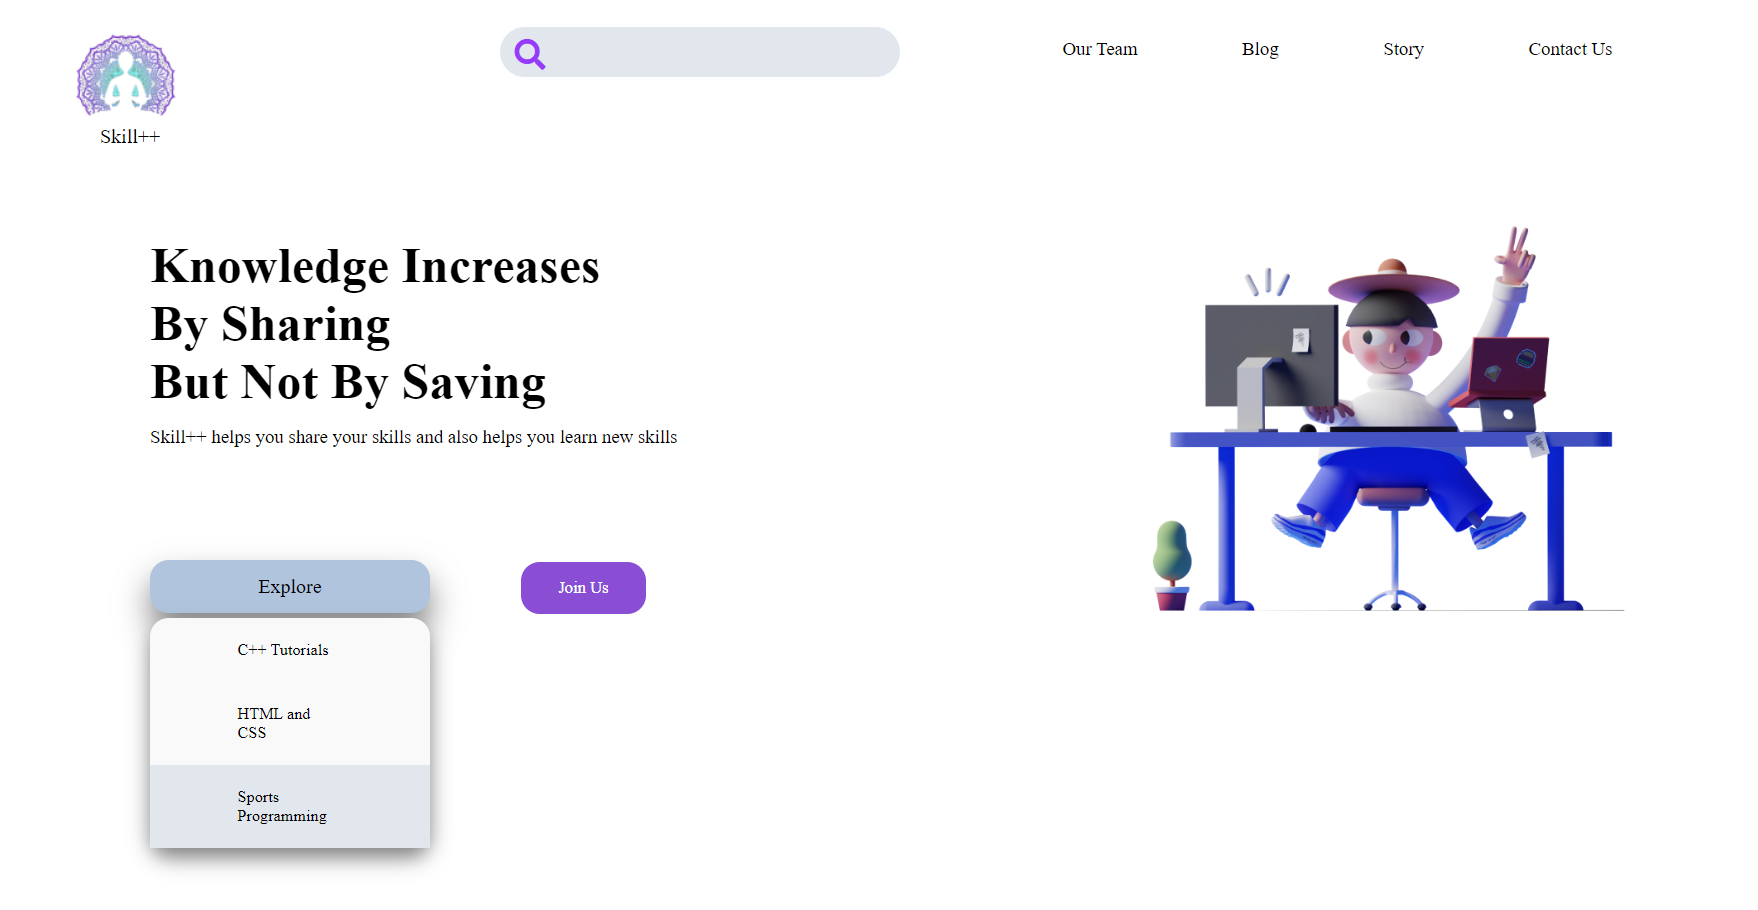 Skill++
Our Team
Blog
Story
Contact Us
Knowledge Increases
By Sharing
But Not By Saving
Skill++ helps you share your skills and also helps you learn new skills
Explore
Join Us
C++ Tutorials
HTML and
CSS
Sports
Programming